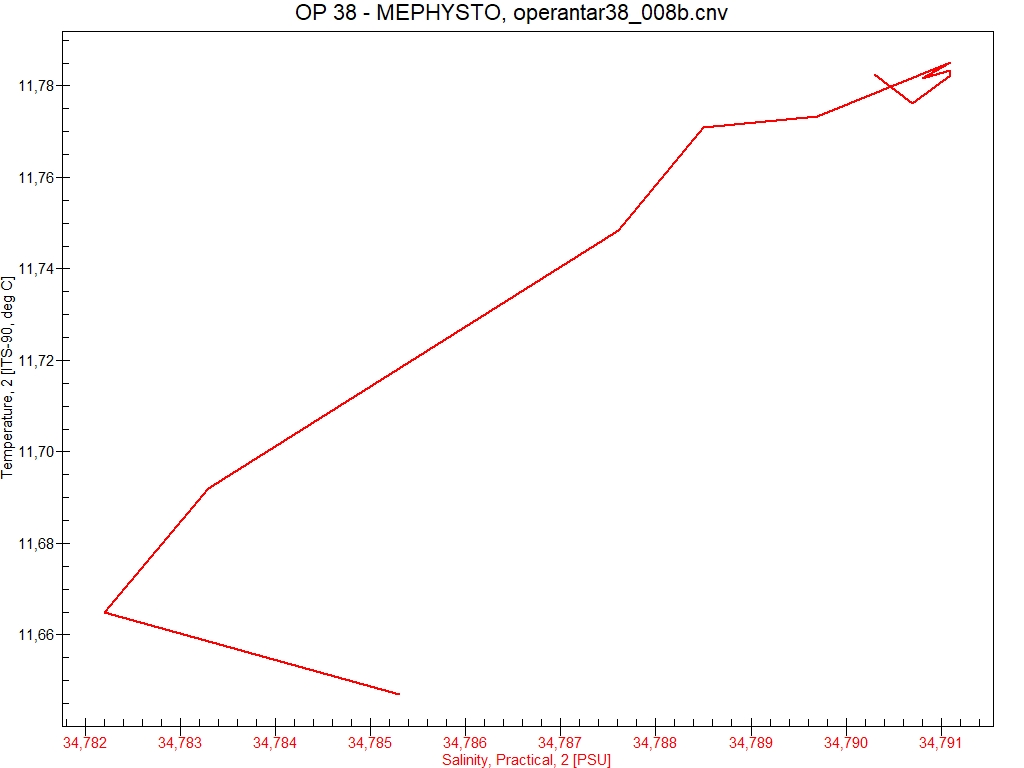 OP 38 - MEPHYSTO, operantar38_008b.cnv
Temperature, 2 [ITS-90, deg C]
11,78
11,76
11,74
11,72
11,70
11,68
11,66
34,782 34,783 34,784 34,785 34,786 34,787 34,788 34,789 34,790 34,791
Salinity, Practical, 2 [PSU]